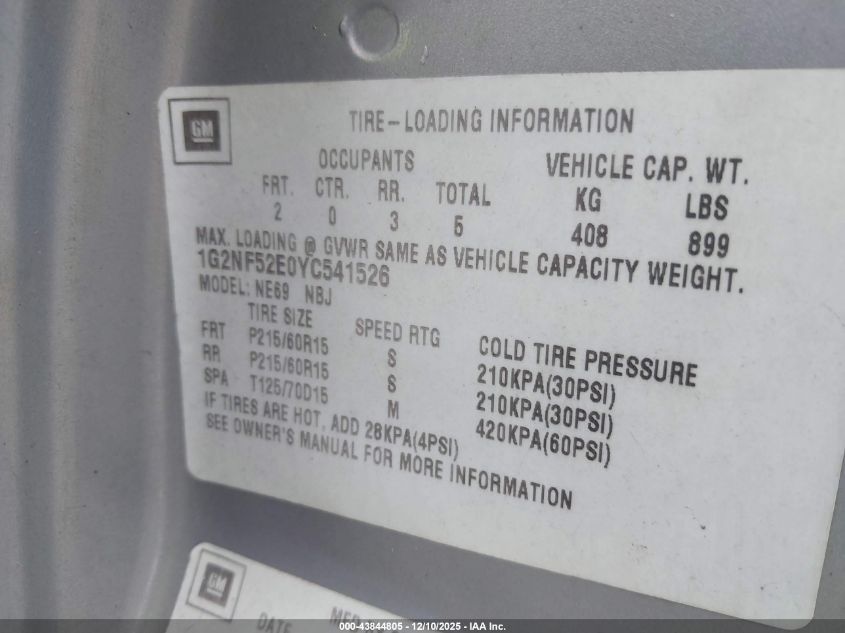 GM
TIRE-LOADING INFORMATION
OCCUPANTS VEHICLE CAP. WT.
FRT. CTR. RR. TOTAL KG LBS
2 0 3 5 408 899
MAX. LOADING @ GVWR SAME AS VEHICLE CAPACITY WEIGHT.
1G2NF52E0YC541526
MODEL: NE69 NBJ
TIRE SIZE SPEED RTG COLD TIRE PRESSURE
FRT P215/60R15 S 210KPA(30PSI)
RR P215/60R15 S 210KPA(30PSI)
SPA T125/70D15 M 420KPA(60PSI)
IF TIRES ARE HOT, ADD 28KPA(4PSI)
SEE OWNER'S MANUAL FOR MORE INFORMATION
GM
DATE
000-43844805 - 12/10/2025 - IAA Inc.